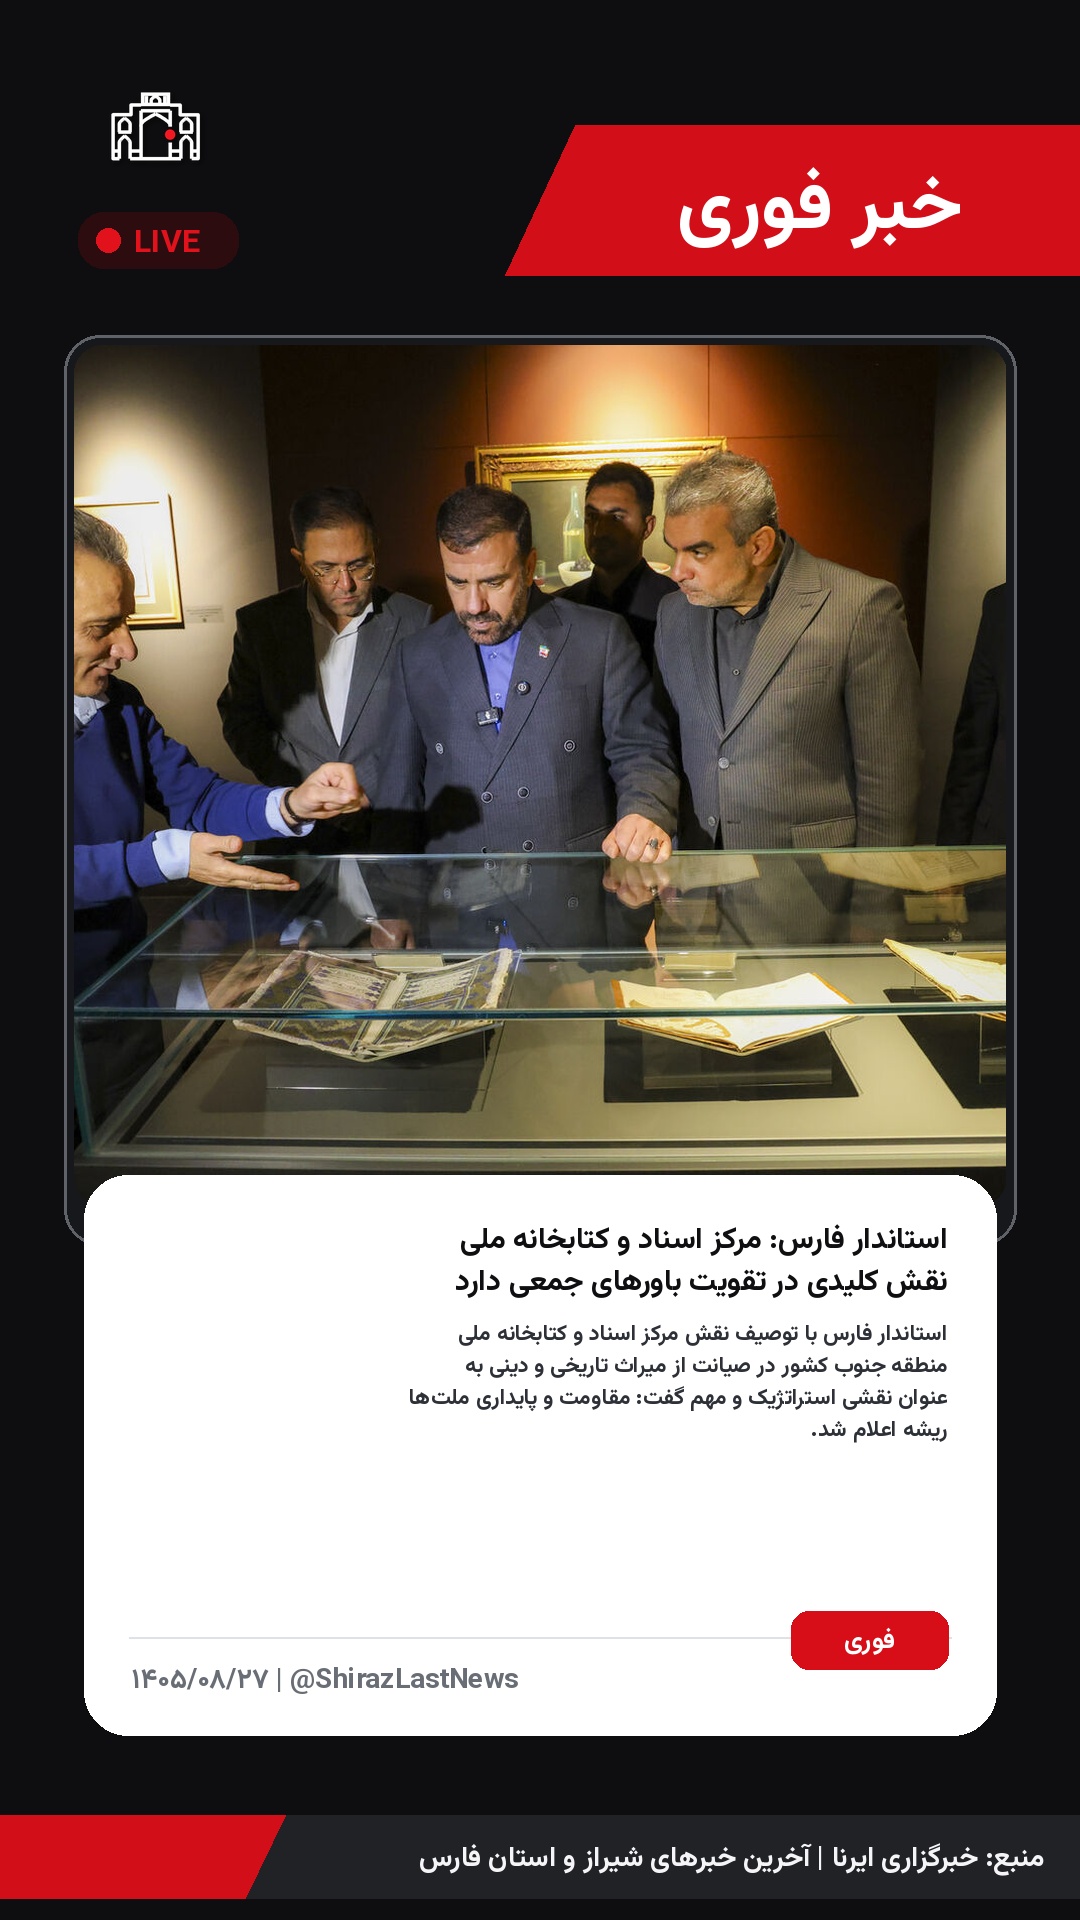 خبر فوری
LIVE
استاندار فارس: مرکز اسناد و کتابخانه ملی
نقش کلیدی در تقویت باورهای جمعی دارد
استاندار فارس با توصیف نقش مرکز اسناد و کتابخانه ملی
منطقه جنوب کشور در صیانت از میراث تاریخی و دینی به
عنوان نقشی استراتژیک و مهم گفت: مقاومت و پایداری ملت‌ها
ریشه اعلام شد.
فوری
۱۴۰۵/۰۸/۲۷ | @ShirazLastNews
منبع: خبرگزاری ایرنا | آخرین خبرهای شیراز و استان فارس